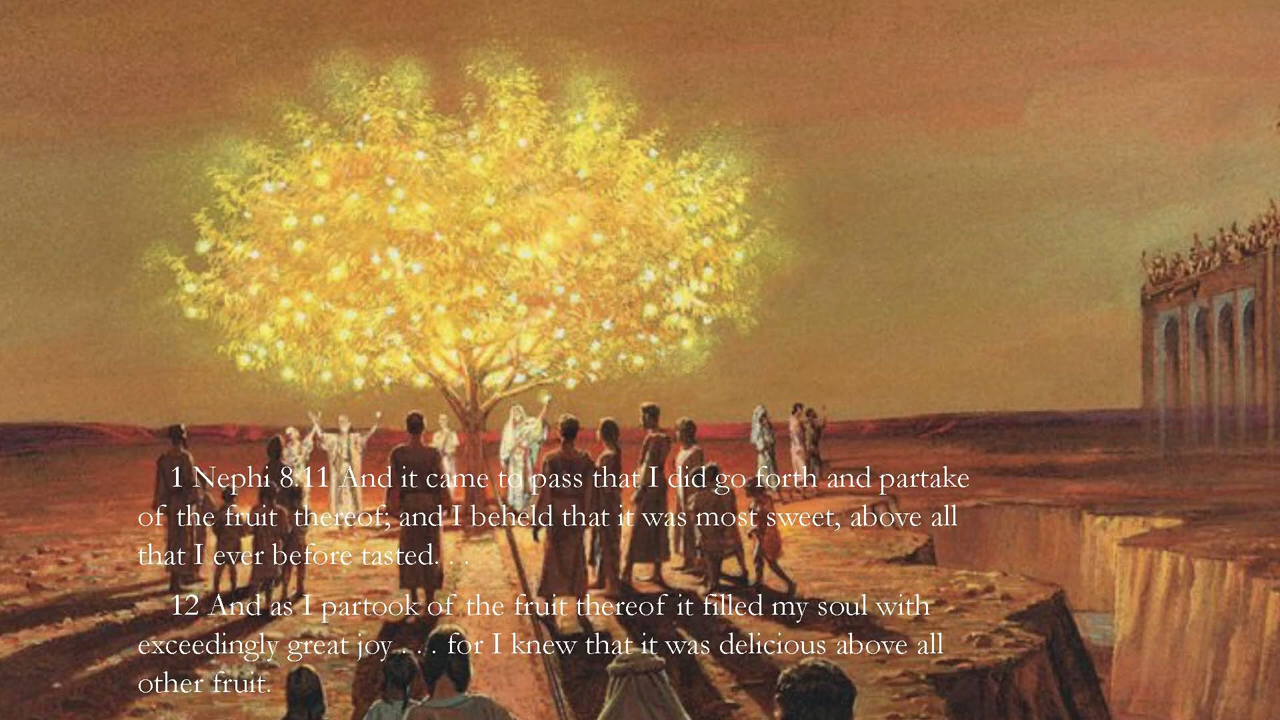 1 Nephi 8:11 And it came to pass that I did go forth and partake
of the fruit thereof; and I beheld that it was most sweet, above all
that I ever before tasted. . .
12 And as I partook of the fruit thereof it filled my soul with
exceedingly great joy . . . for I knew that it was delicious above all
other fruit.